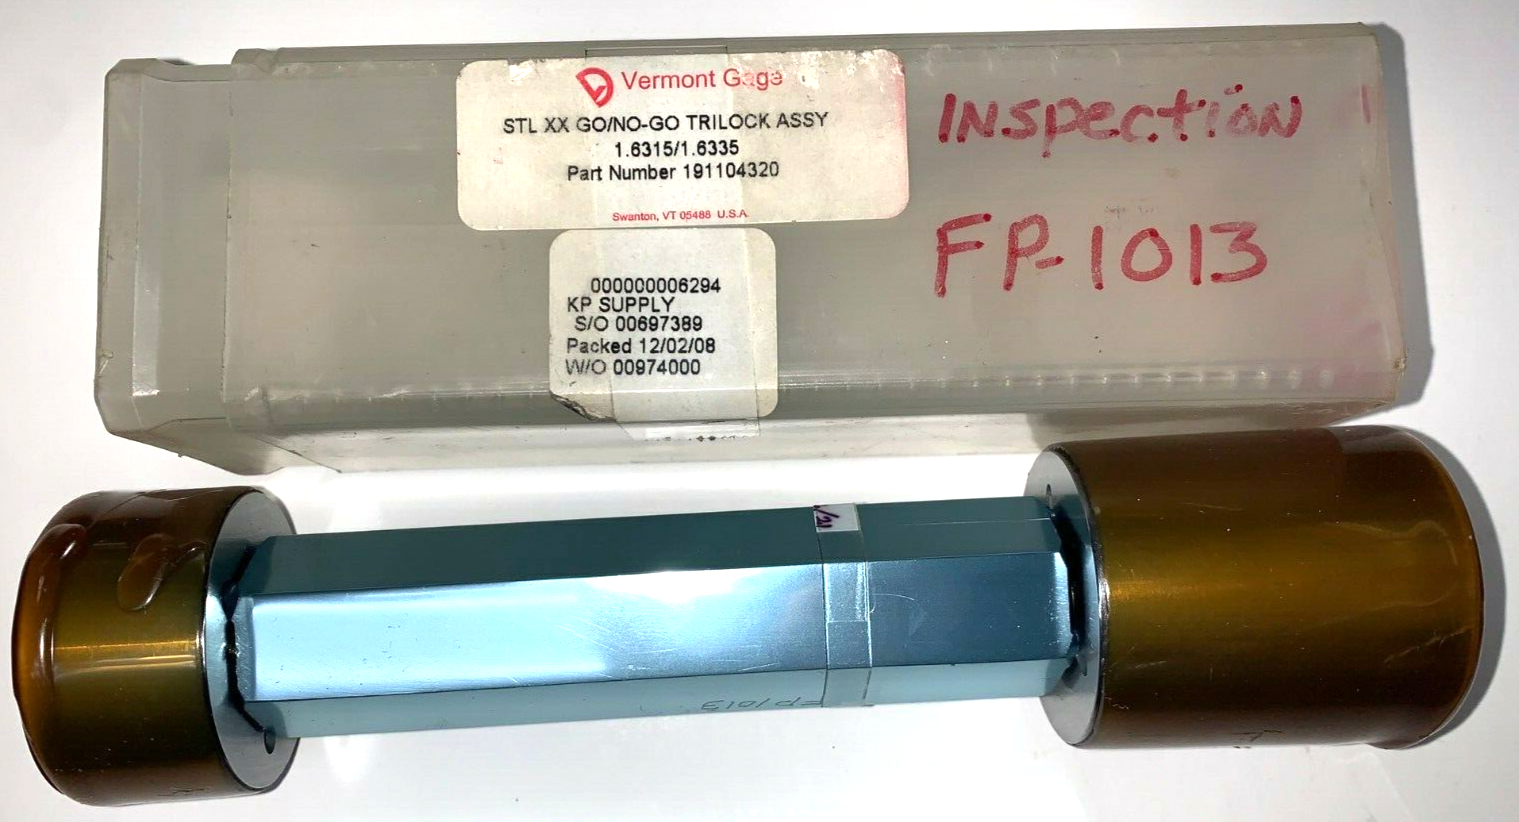 Vermont Gage
STL XX GO/NO-GO TRILOCK ASSY
1.6315/1.6335
Part Number 191104320
Swanton, VT 05488 U.S.A.
000000006294
KP SUPPLY
S/O 00697389
Packed 12/02/08
W/O 00974000
INSpection
FP-1013
FP1013